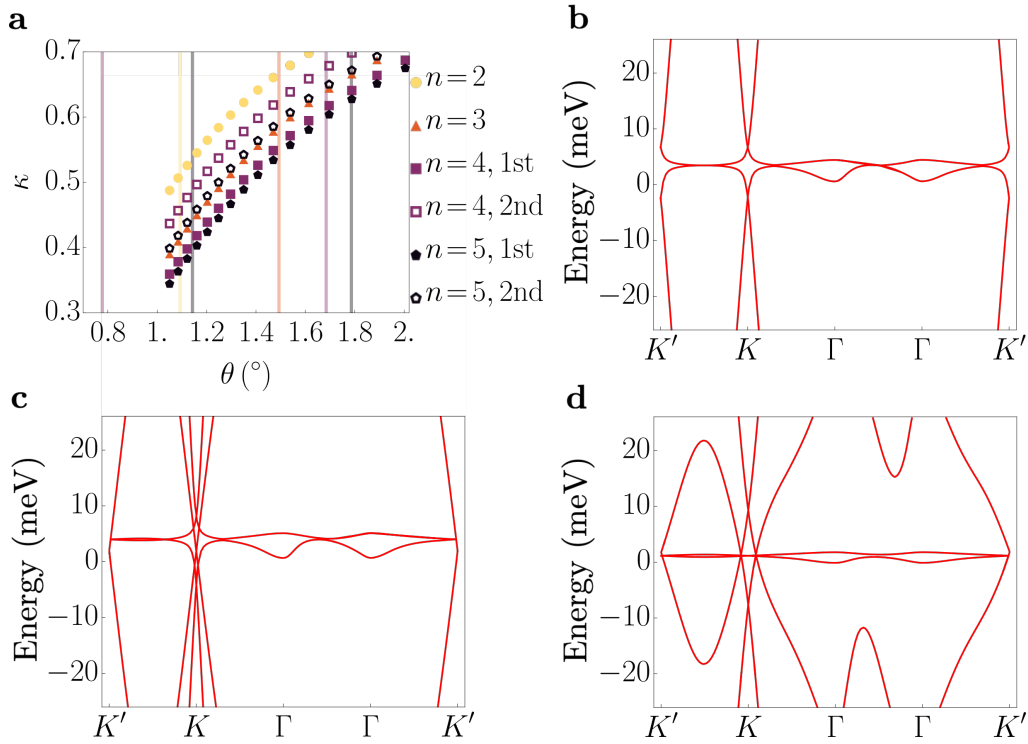 a
0.7
0.6
0.5
0.4
0.3
κ
0.8 1. 1.2 1.4 1.6 1.8 2.0
θ (°)
n = 2
n = 3
n = 4, 1st
n = 4, 2nd
n = 5, 1st
n = 5, 2nd
b
Energy (meV)
20
10
0
−10
−20
K′ K Γ Γ K′
c
Energy (meV)
20
10
0
−10
−20
K′ K Γ Γ K′
d
Energy (meV)
20
10
0
−10
−20
K′ K Γ Γ K′